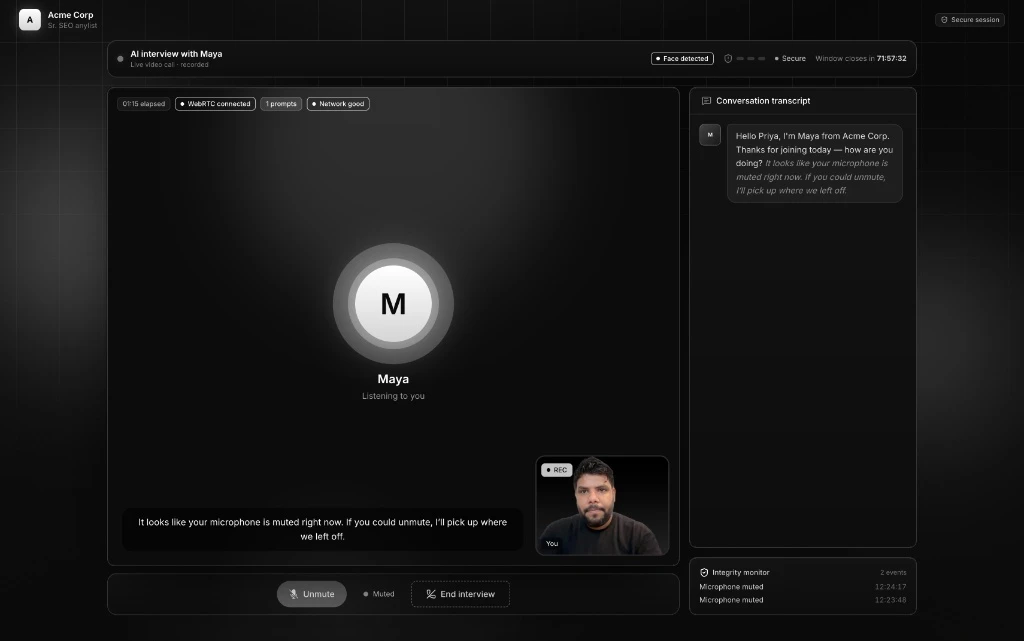 A
Acme Corp
Sr. SEO anylist
Secure session
AI interview with Maya
Live video call · recorded
Face detected
Secure
Window closes in 71:57:32
01:15 elapsed
WebRTC connected
1 prompts
Network good
M
Maya
Listening to you
REC
You
It looks like your microphone is muted right now. If you could unmute, I'll pick up where
we left off.
Unmute
Muted
End interview
Conversation transcript
M
Hello Priya, I'm Maya from Acme Corp.
Thanks for joining today — how are you
doing? It looks like your microphone is
muted right now. If you could unmute,
I'll pick up where we left off.
Integrity monitor
2 events
Microphone muted
12:24:17
Microphone muted
12:23:48